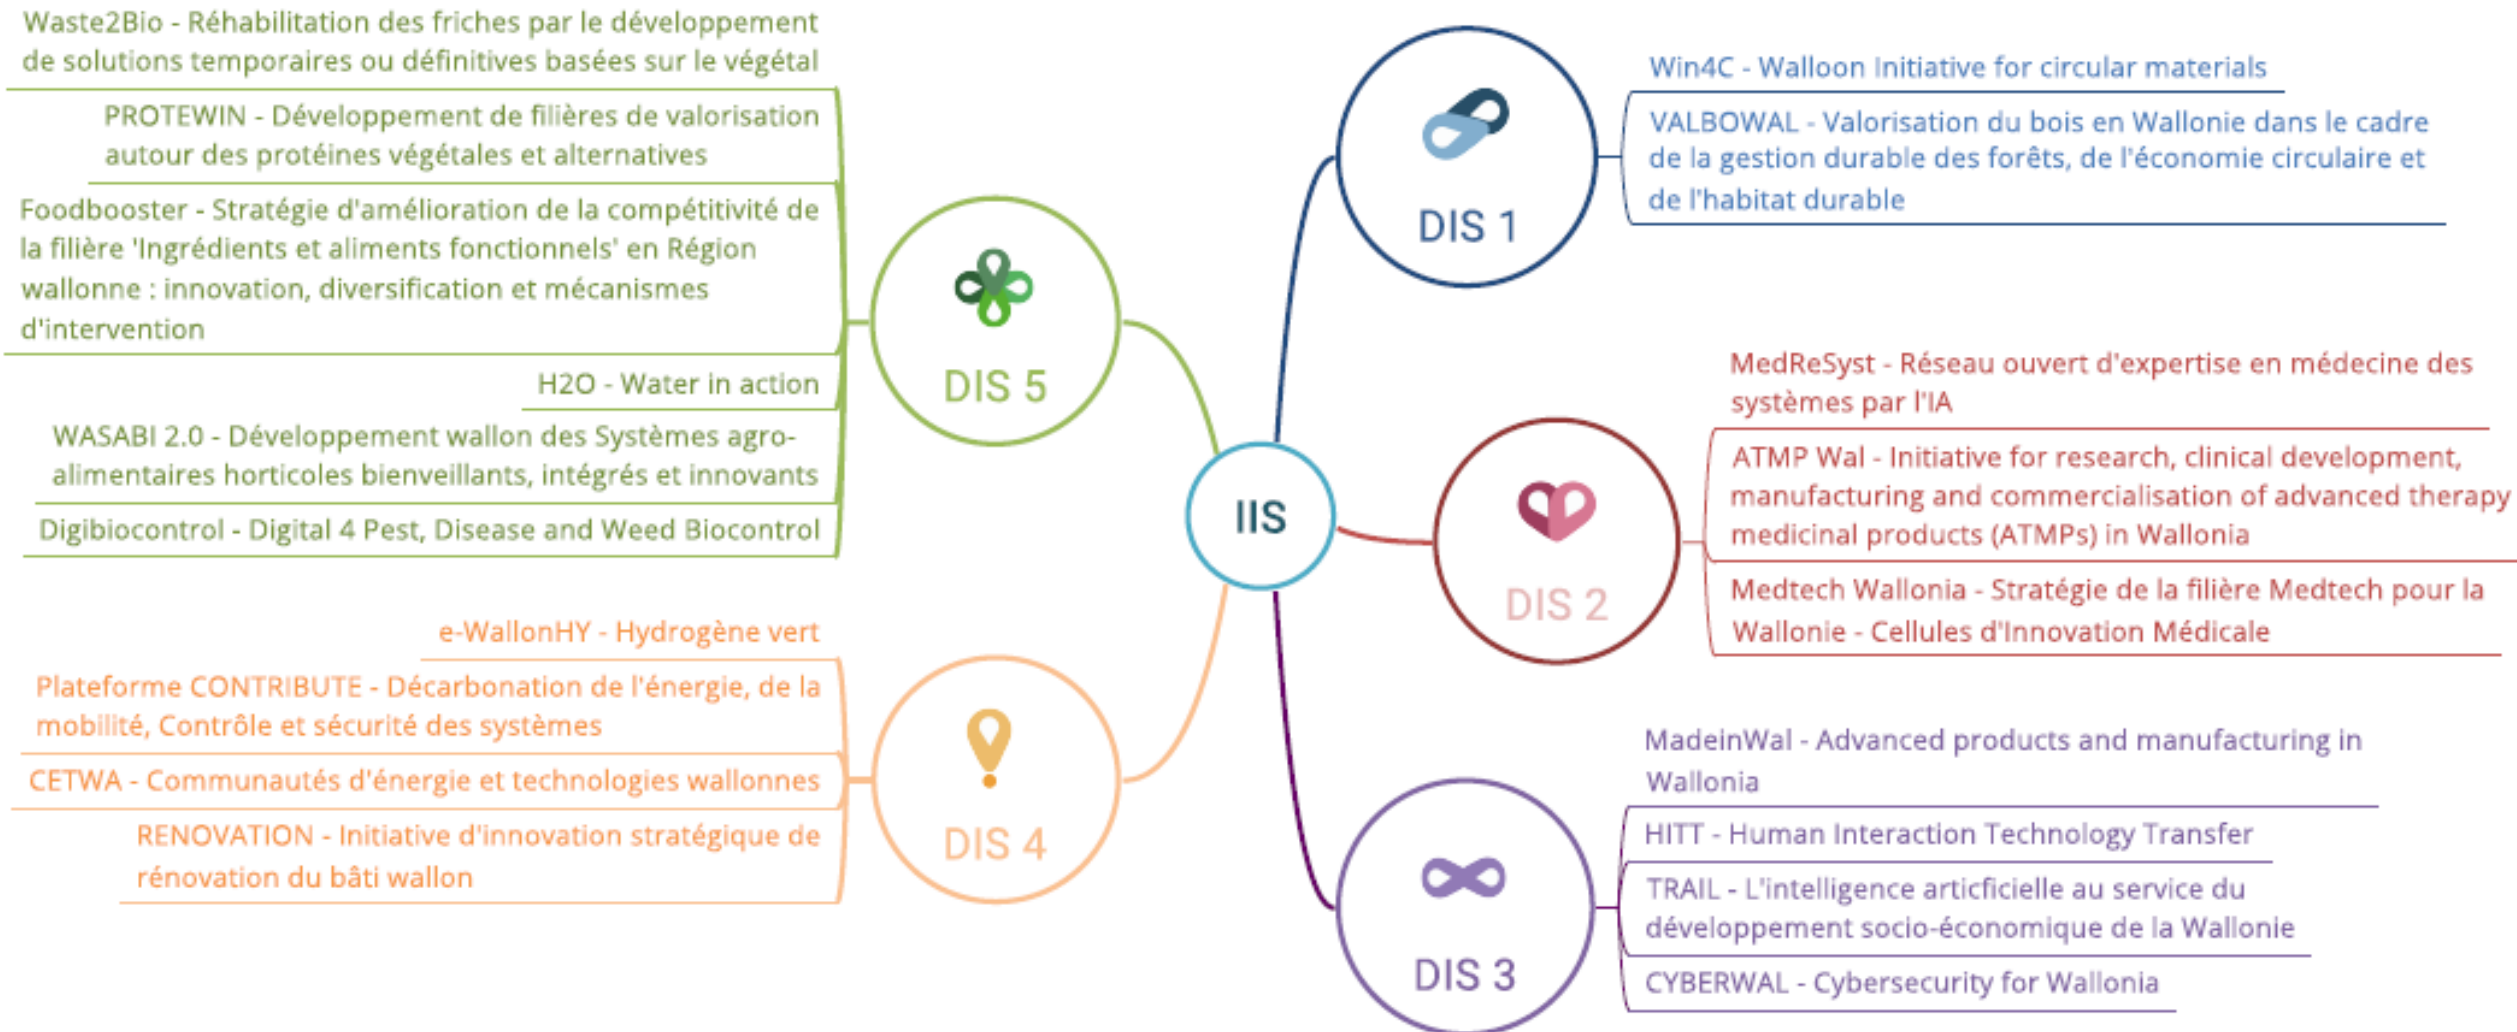 Waste2Bio - Réhabilitation des friches par le développement
de solutions temporaires ou définitives basées sur le végétal
PROTEWIN - Développement de filières de valorisation
autour des protéines végétales et alternatives
Foodbooster - Stratégie d'amélioration de la compétitivité de
la filière 'Ingrédients et aliments fonctionnels' en Région
wallonne : innovation, diversification et mécanismes
d'intervention
H2O - Water in action
WASABI 2.0 - Développement wallon des Systèmes agro-
alimentaires horticoles bienveillants, intégrés et innovants
Digibiocontrol - Digital 4 Pest, Disease and Weed Biocontrol
DIS 5
e-WallonHY - Hydrogène vert
Plateforme CONTRIBUTE - Décarbonation de l'énergie, de la
mobilité, Contrôle et sécurité des systèmes
CETWA - Communautés d'énergie et technologies wallonnes
RENOVATION - Initiative d'innovation stratégique de
rénovation du bâti wallon
DIS 4
IIS
DIS 1
Win4C - Walloon Initiative for circular materials
VALBOWAL - Valorisation du bois en Wallonie dans le cadre
de la gestion durable des forêts, de l'économie circulaire et
de l'habitat durable
DIS 2
MedReSyst - Réseau ouvert d'expertise en médecine des
systèmes par l'IA
ATMP Wal - Initiative for research, clinical development,
manufacturing and commercialisation of advanced therapy
medicinal products (ATMPs) in Wallonia
Medtech Wallonia - Stratégie de la filière Medtech pour la
Wallonie - Cellules d'Innovation Médicale
DIS 3
MadeinWal - Advanced products and manufacturing in
Wallonia
HITT - Human Interaction Technology Transfer
TRAIL - L'intelligence articficielle au service du
développement socio-économique de la Wallonie
CYBERWAL - Cybersecurity for Wallonia